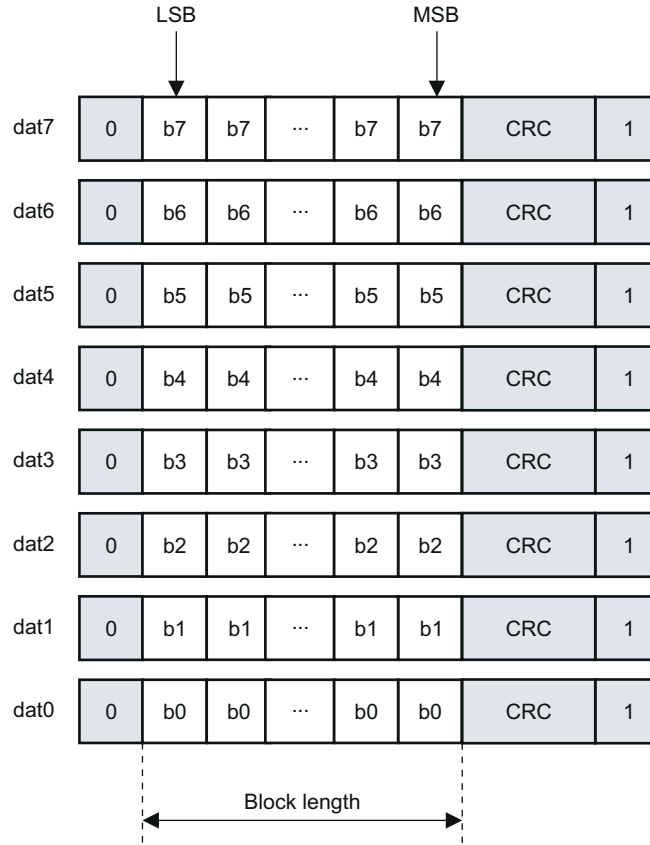 LSB MSB
dat7 0 b7 b7 ... b7 b7 CRC 1
dat6 0 b6 b6 ... b6 b6 CRC 1
dat5 0 b5 b5 ... b5 b5 CRC 1
dat4 0 b4 b4 ... b4 b4 CRC 1
dat3 0 b3 b3 ... b3 b3 CRC 1
dat2 0 b2 b2 ... b2 b2 CRC 1
dat1 0 b1 b1 ... b1 b1 CRC 1
dat0 0 b0 b0 ... b0 b0 CRC 1
Block length